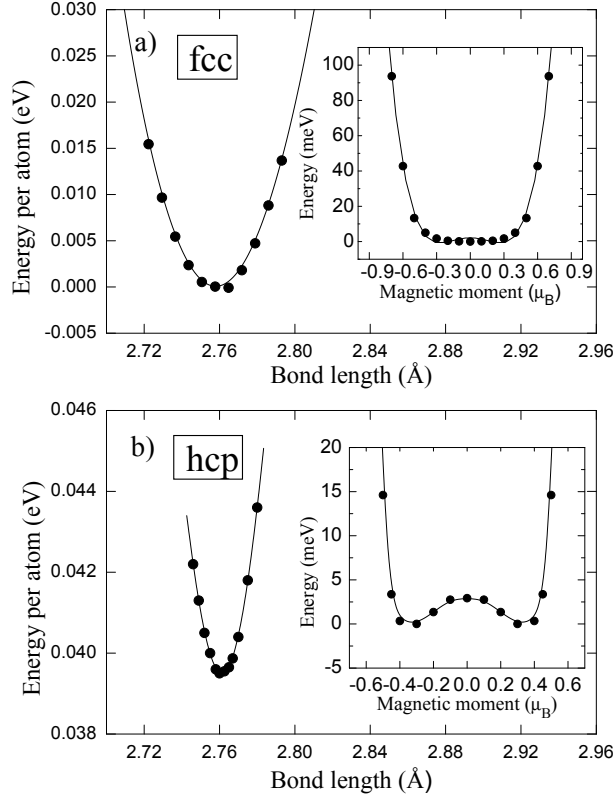 a)
fcc
0.030
0.025
0.020
0.015
0.010
0.005
0.000
-0.005
Energy per atom (eV)
2.72 2.76 2.80 2.84 2.88 2.92 2.96
Bond length (Å)
100
80
60
40
20
0
Energy (meV)
-0.9 -0.6 -0.3 0.0 0.3 0.6 0.9
Magnetic moment (μB)
b)
hcp
0.046
0.044
0.042
0.040
0.038
Energy per atom (eV)
2.72 2.76 2.80 2.84 2.88 2.92 2.96
Bond length (Å)
20
15
10
5
0
-5
Energy (meV)
-0.6 -0.4 -0.2 0.0 0.2 0.4 0.6
Magnetic moment (μB)